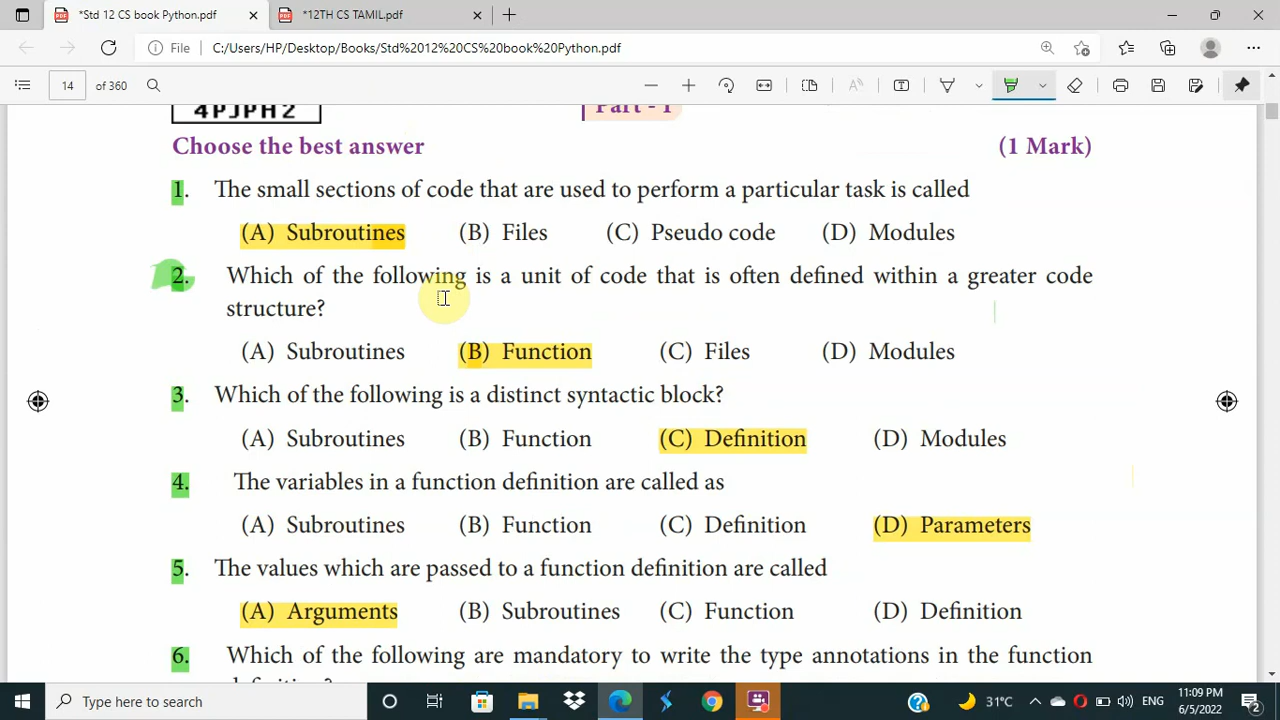 *Std 12 CS book Python.pdf
*12TH CS TAMIL.pdf
File C:/Users/HP/Desktop/Books/Std%2012%20CS%20book%20Python.pdf
14 of 360
4PJPH2
Part - I
Choose the best answer (1 Mark)
1. The small sections of code that are used to perform a particular task is called
(A) Subroutines (B) Files (C) Pseudo code (D) Modules
2. Which of the following is a unit of code that is often defined within a greater code
structure?
(A) Subroutines (B) Function (C) Files (D) Modules
3. Which of the following is a distinct syntactic block?
(A) Subroutines (B) Function (C) Definition (D) Modules
4. The variables in a function definition are called as
(A) Subroutines (B) Function (C) Definition (D) Parameters
5. The values which are passed to a function definition are called
(A) Arguments (B) Subroutines (C) Function (D) Definition
6. Which of the following are mandatory to write the type annotations in the function
definition?
Type here to search
31°C
ENG
11:09 PM
6/5/2022
2